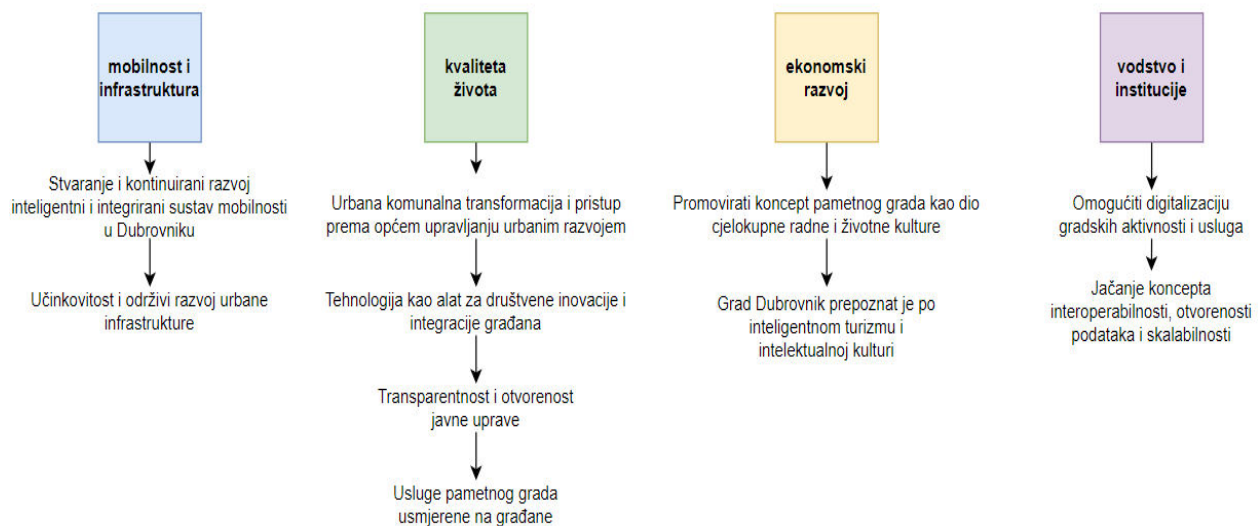 mobilnost i
infrastruktura
Stvaranje i kontinuirani razvoj
inteligentni i integrirani sustav mobilnosti
u Dubrovniku
Učinkovitost i održivi razvoj urbane
infrastrukture
kvaliteta
života
Urbana komunalna transformacija i pristup
prema općem upravljanju urbanim razvojem
Tehnologija kao alat za društvene inovacije i
integracije građana
Transparentnost i otvorenost
javne uprave
Usluge pametnog grada
usmjerene na građane
ekonomski
razvoj
Promovirati koncept pametnog grada kao dio
cjelokupne radne i životne kulture
Grad Dubrovnik prepoznat je po
inteligentnom turizmu i
intelektualnoj kulturi
vodstvo i
institucije
Omogućiti digitalizaciju
gradskih aktivnosti i usluga
Jačanje koncepta
interoperabilnosti, otvorenosti
podataka i skalabilnosti